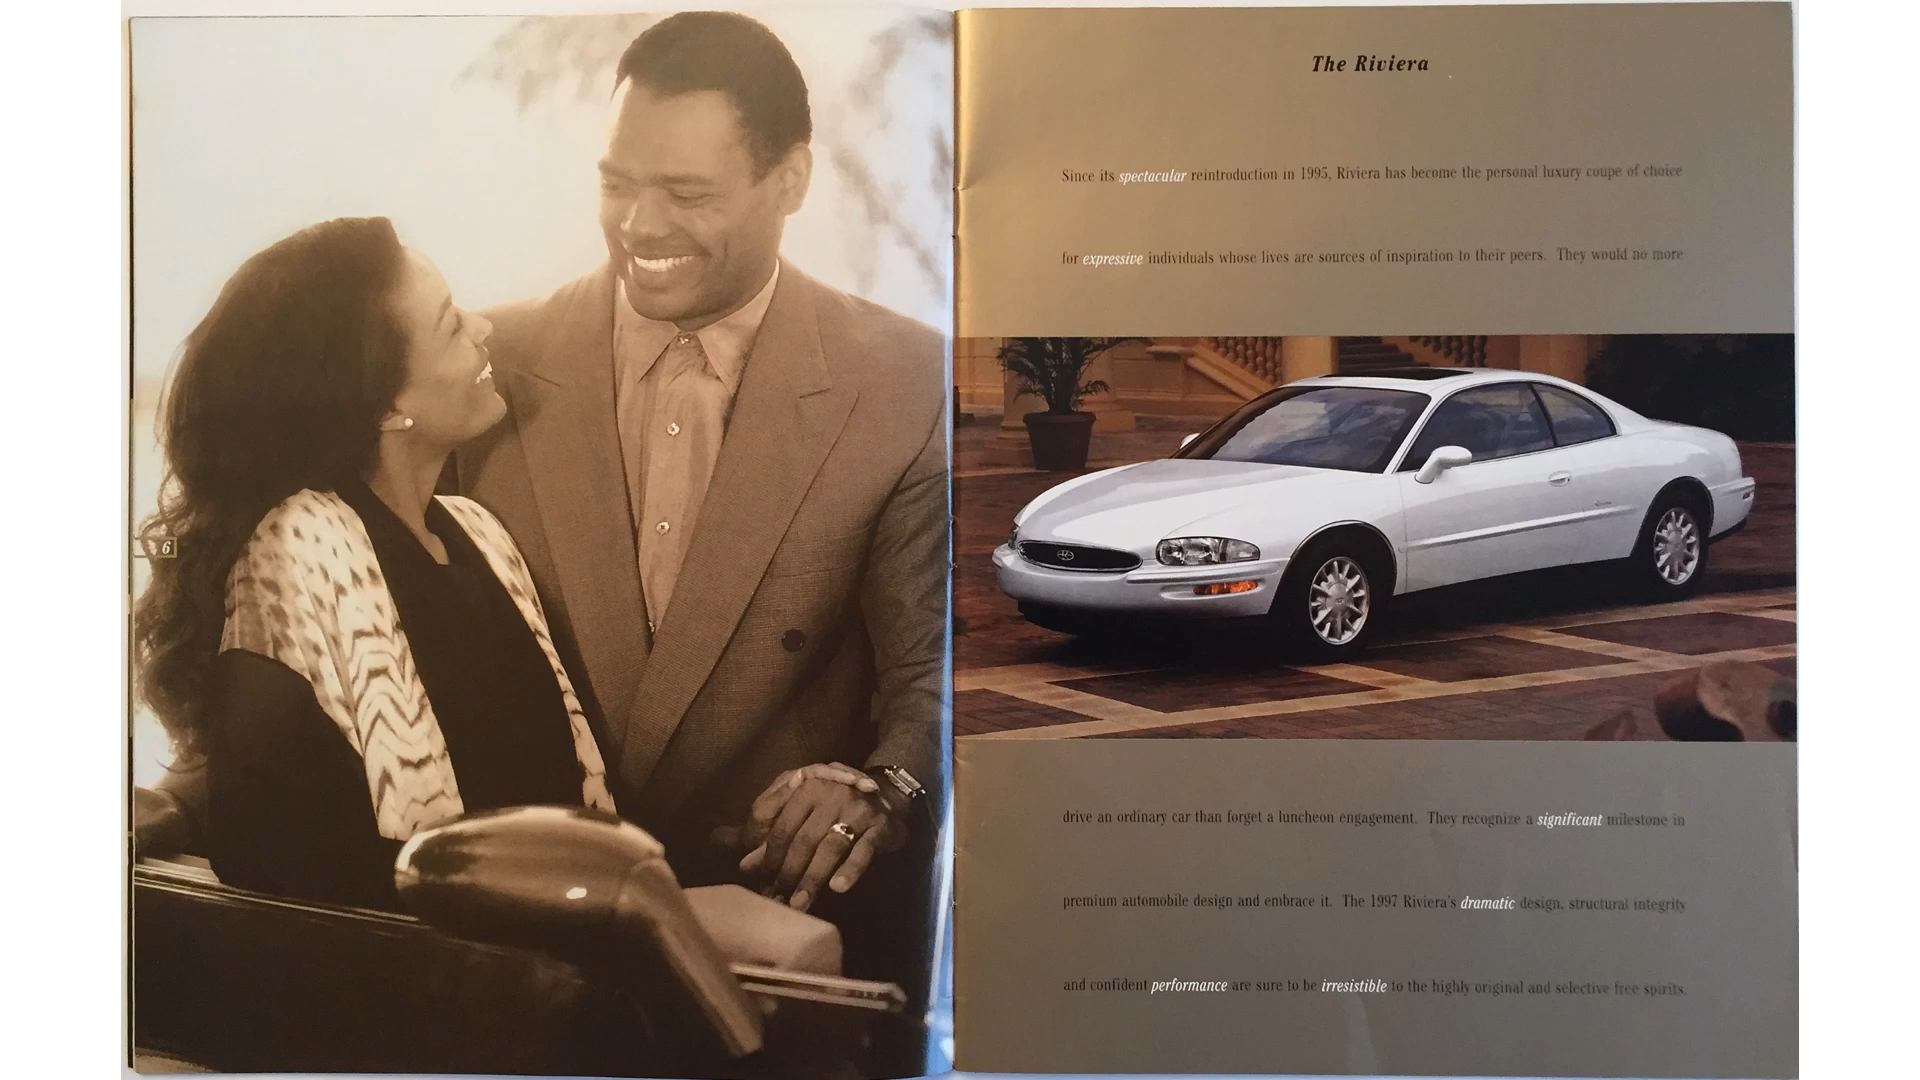 6
The Riviera
Since its spectacular reintroduction in 1995, Riviera has become the personal luxury coupe of choice
for expressive individuals whose lives are sources of inspiration to their peers. They would no more
drive an ordinary car than forget a luncheon engagement. They recognize a significant milestone in
premium automobile design and embrace it. The 1997 Riviera's dramatic design, structural integrity
and confident performance are sure to be irresistible to the highly original and selective free spirits.